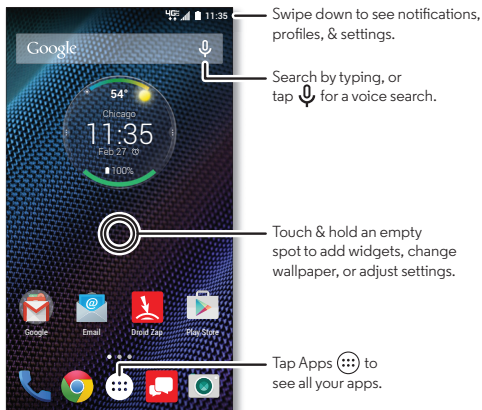 4G 11:35
Swipe down to see notifications,
profiles, & settings.
Google
Search by typing, or
tap for a voice search.
54°
Chicago
11:35
Feb 27
100%
Touch & hold an empty
spot to add widgets, change
wallpaper, or adjust settings.
Google
Email
Droid Zap
Play Store
Tap Apps to
see all your apps.